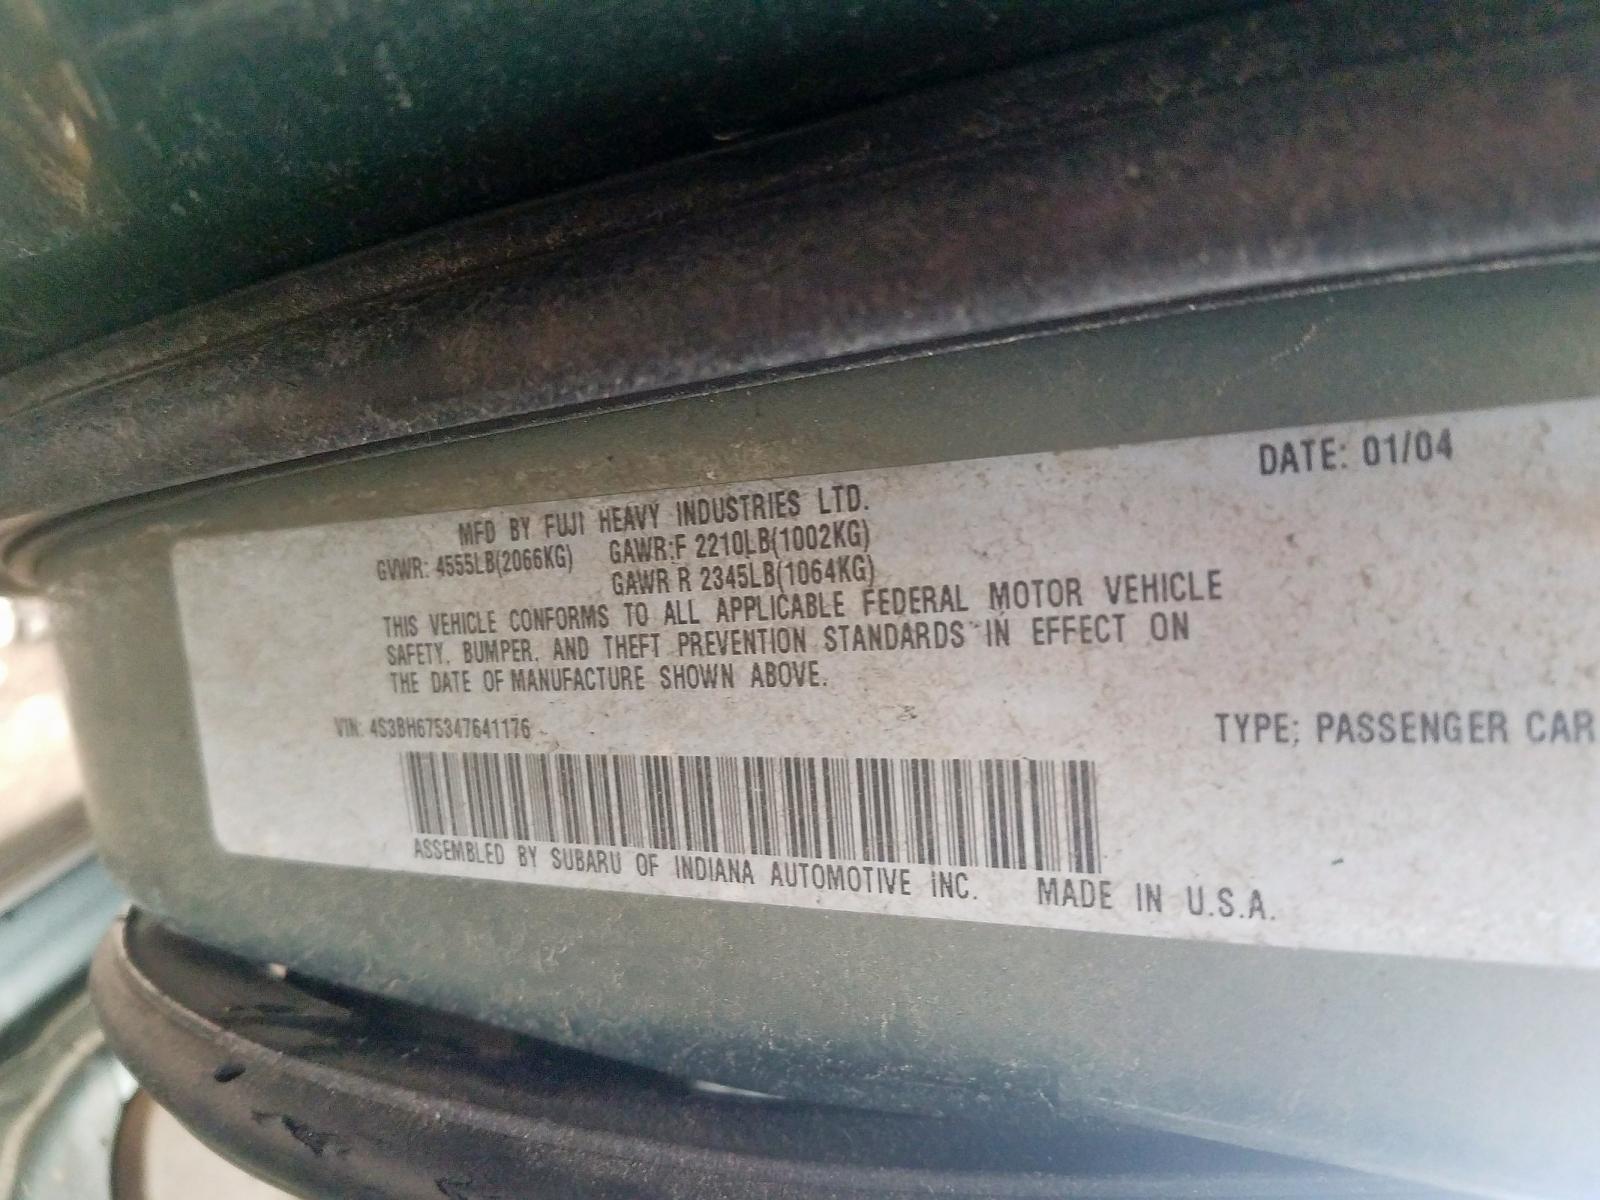 DATE: 01/04
MFD BY FUJI HEAVY INDUSTRIES LTD.
GVWR: 4555LB(2066KG) GAWR:F 2210LB(1002KG)
GAWR R 2345LB(1064KG)
THIS VEHICLE CONFORMS TO ALL APPLICABLE FEDERAL MOTOR VEHICLE
SAFETY, BUMPER, AND THEFT PREVENTION STANDARDS IN EFFECT ON
THE DATE OF MANUFACTURE SHOWN ABOVE.
VIN: 4S3BH675347641176 TYPE: PASSENGER CAR
ASSEMBLED BY SUBARU OF INDIANA AUTOMOTIVE INC. MADE IN U.S.A.